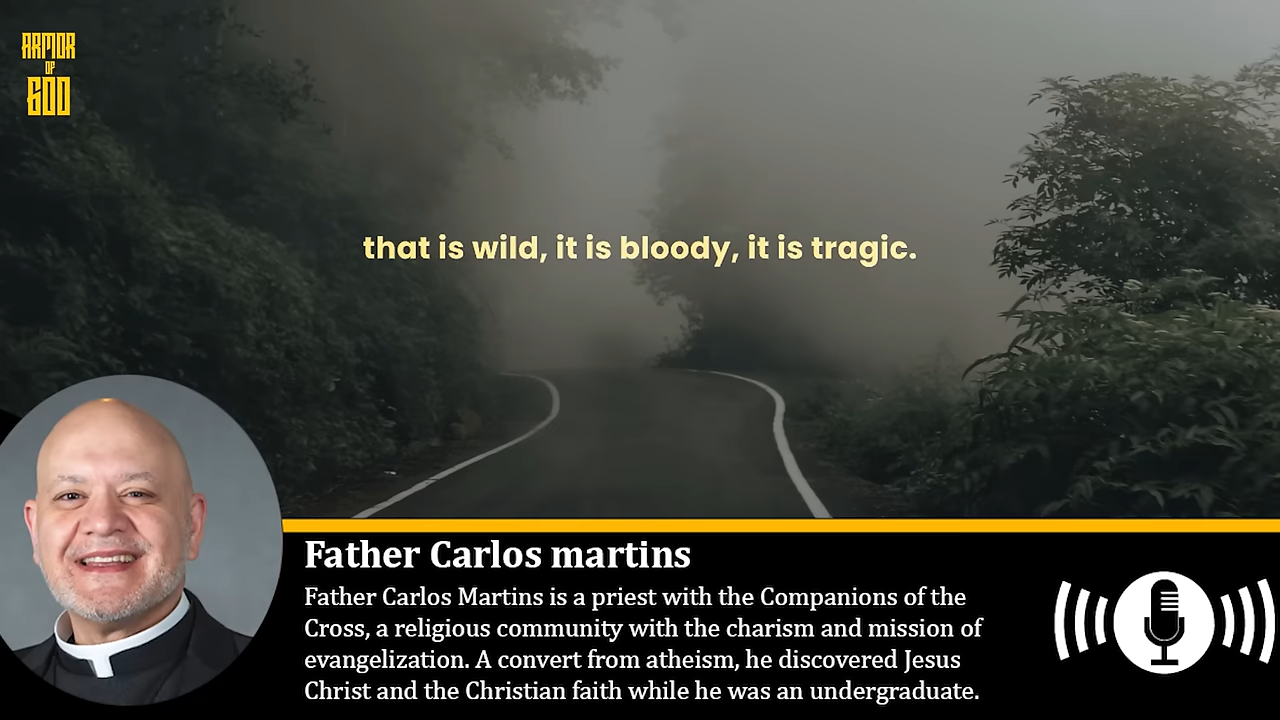 ARMOR
OF
GOD
that is wild, it is bloody, it is tragic.
Father Carlos martins
Father Carlos Martins is a priest with the Companions of the
Cross, a religious community with the charism and mission of
evangelization. A convert from atheism, he discovered Jesus
Christ and the Christian faith while he was an undergraduate.